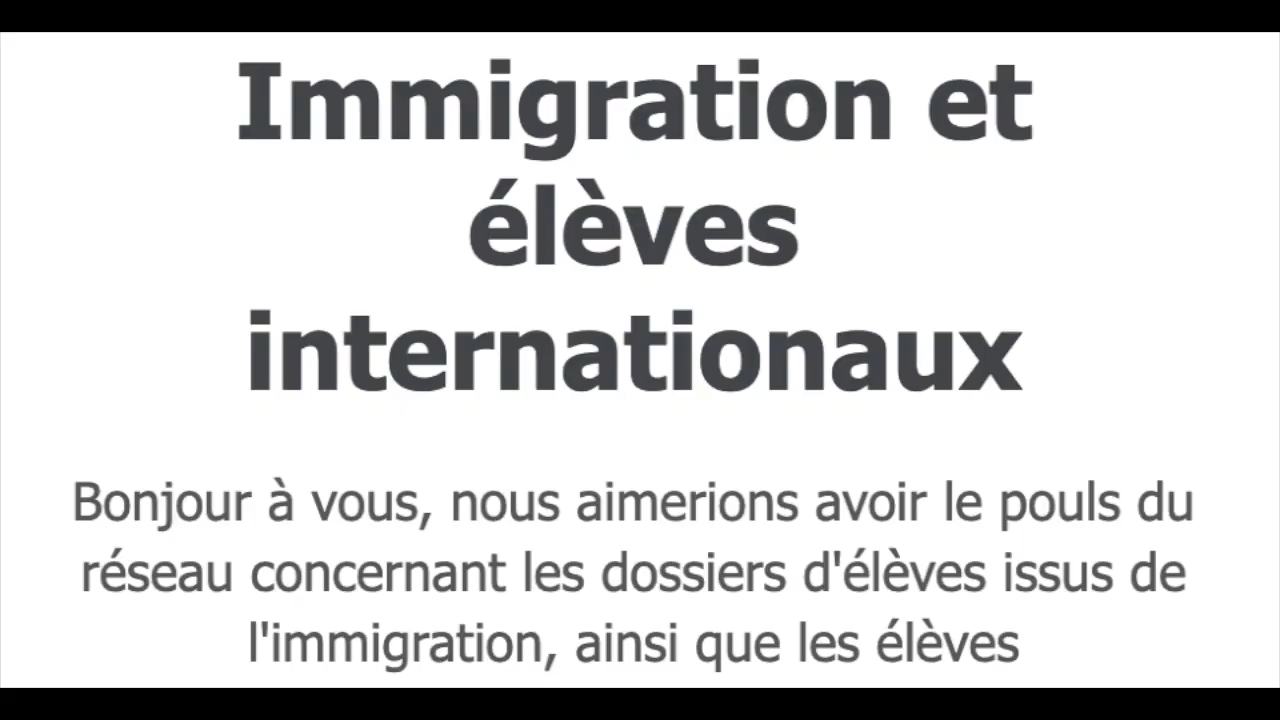 Immigration et
élèves
internationaux
Bonjour à vous, nous aimerions avoir le pouls du
réseau concernant les dossiers d'élèves issus de
l'immigration, ainsi que les élèves